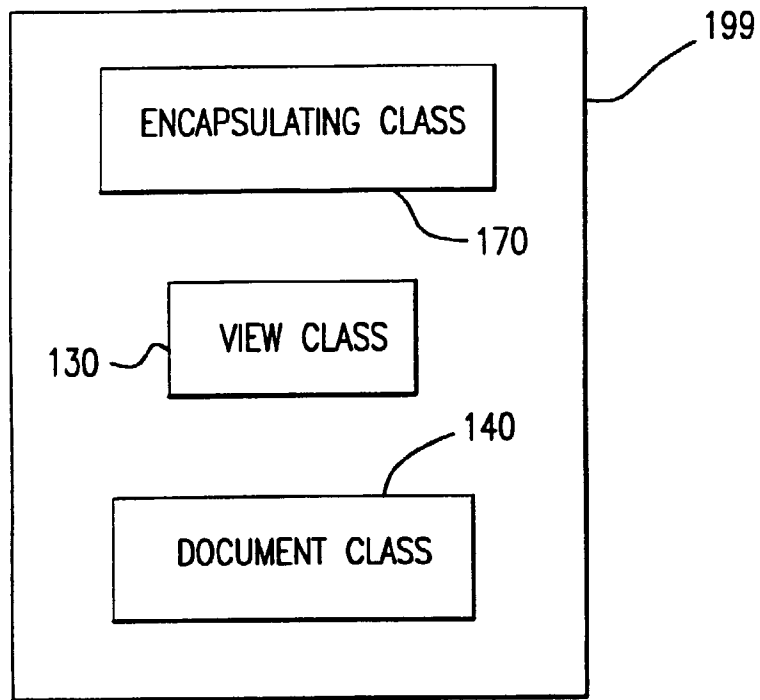 199
ENCAPSULATING CLASS
170
VIEW CLASS
130
140
DOCUMENT CLASS